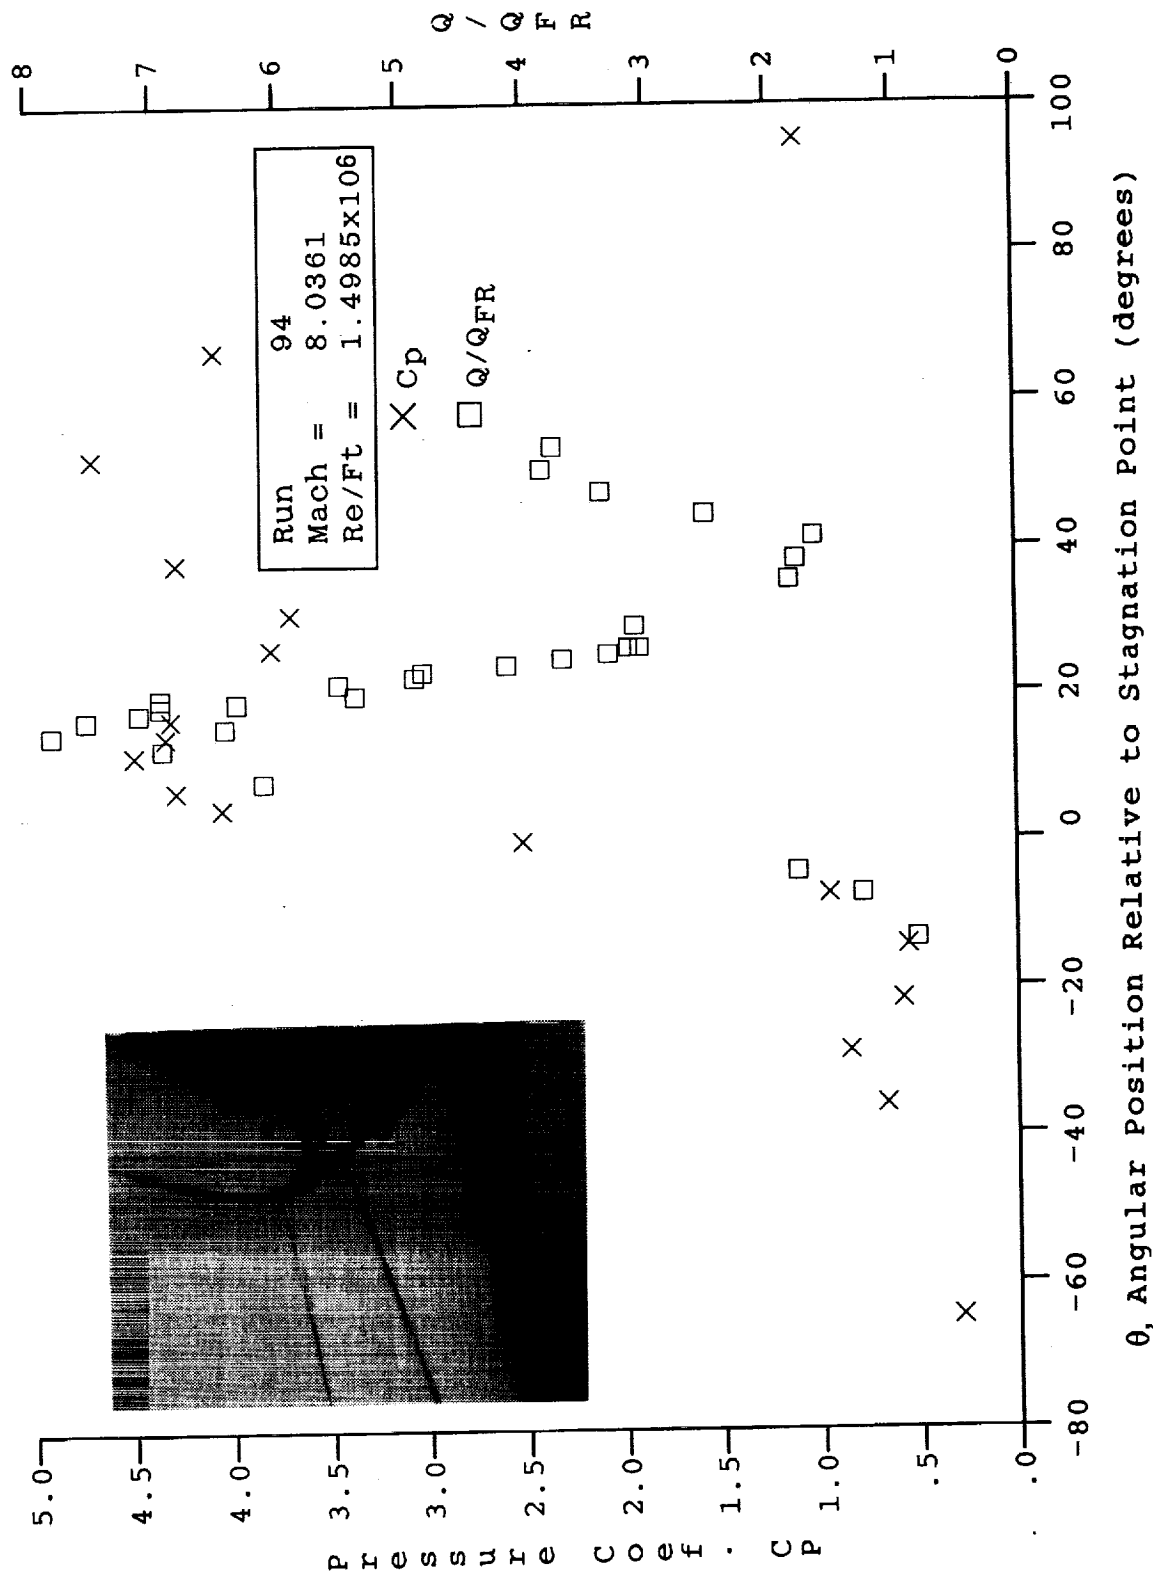 Run 94
Mach = 8.0361
Re/Ft = 1.4985x10⁶
× Cp
□ Q/QFR
Pressure Coef. CP
5.0
4.5
4.0
3.5
3.0
2.5
2.0
1.5
1.0
.5
.0
Q/QFR
8
7
6
5
4
3
2
1
0
-80 -60 -40 -20 0 20 40 60 80 100
θ, Angular Position Relative to Stagnation Point (degrees)